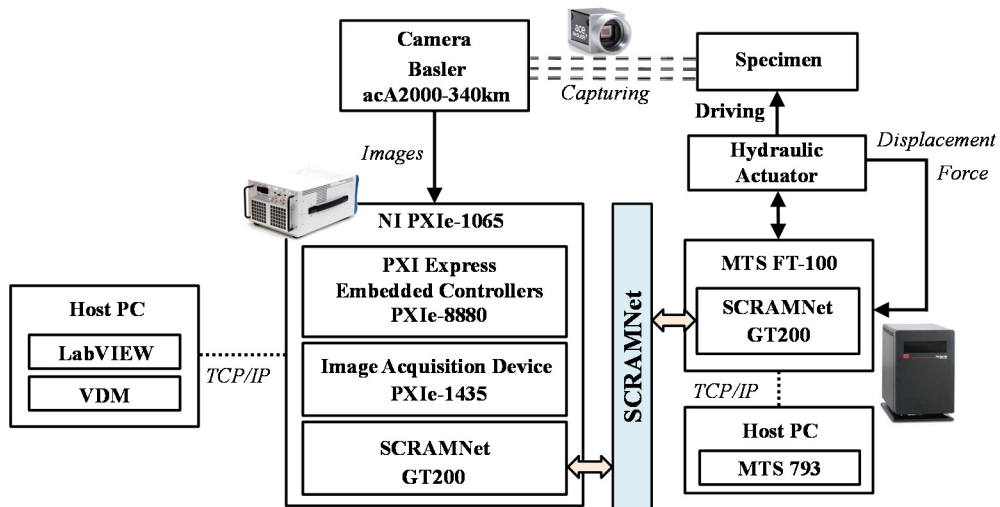 Camera
Basler
acA2000-340km
ace
Capturing
Specimen
Driving
Images
Hydraulic
Actuator
Displacement
Force
NI PXIe-1065
PXI Express
Embedded Controllers
PXIe-8880
Image Acquisition Device
PXIe-1435
SCRAMNet
GT200
Host PC
LabVIEW
VDM
TCP/IP
SCRAMNet
MTS FT-100
SCRAMNet
GT200
TCP/IP
Host PC
MTS 793